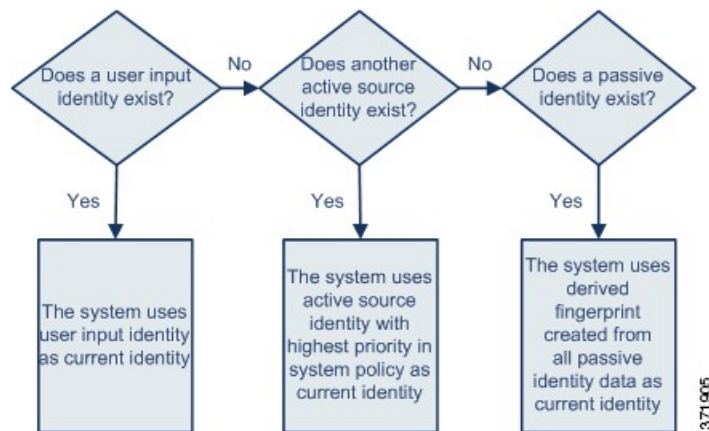 Does a user input
identity exist?
No
Does another
active source
identity exist?
No
Does a passive
identity exist?
Yes
Yes
Yes
The system uses
user input identity
as current identity
The system uses
active source
identity with
highest priority in
system policy as
current identity
The system uses
derived
fingerprint
created from
all passive
identity data as
current identity
371905